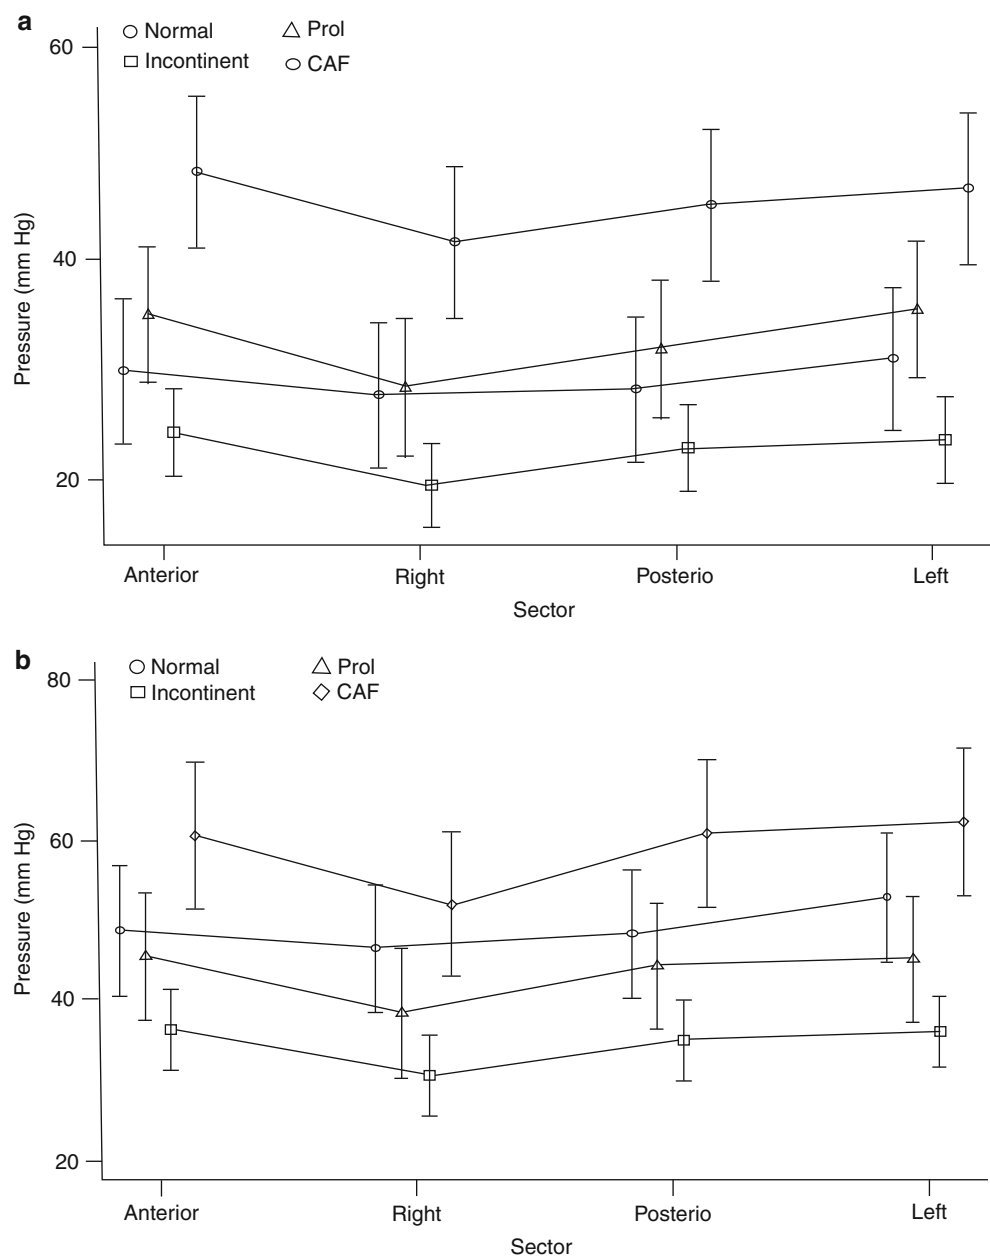 a
Normal Prol
Incontinent CAF
60
40
20
Pressure (mm Hg)
Anterior Right Posterio Left
Sector
b
Normal Prol
Incontinent CAF
80
60
40
20
Pressure (mm Hg)
Anterior Right Posterio Left
Sector